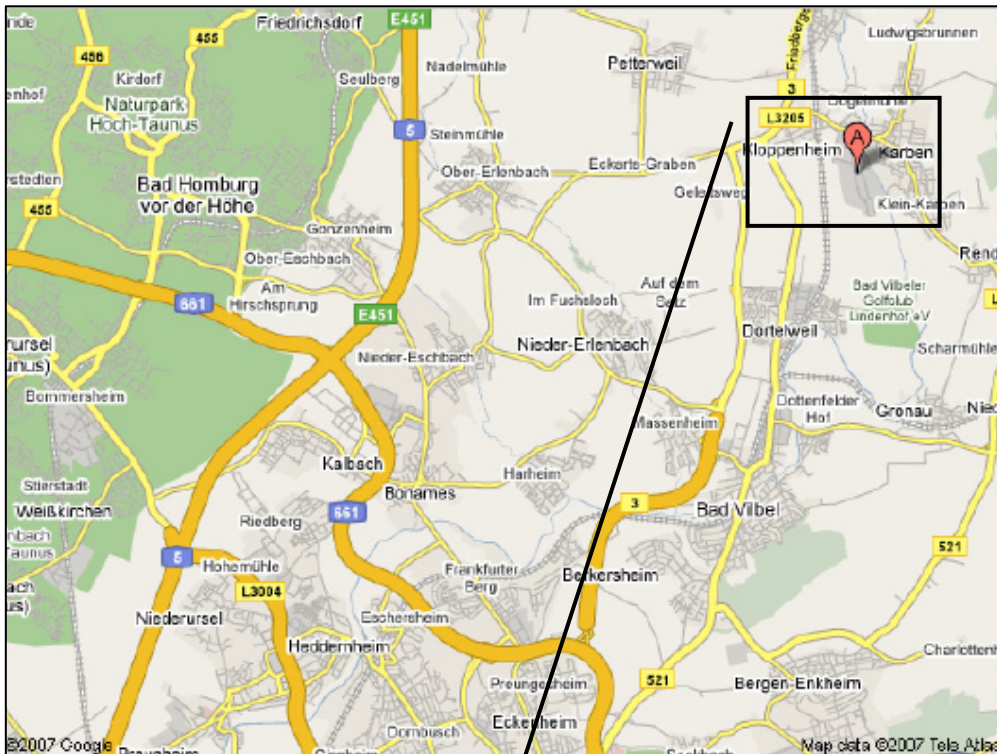 E451
Friedrichsdorf
Ludwigsbrunnen
455
456
Nadelmühle
Petterweil
Kirdorf
Seulberg
3
Naturpark
Hoch-Taunus
L3205
5
Steinmühle
Kloppenheim
A
Karben
Eckarts-Graben
Ober-Erlenbach
Bad Homburg
vor der Höhe
Klein-Karben
455
Gonzenheim
Ober-Eschbach
Am
Hirschsprung
661
E451
Im Fuchsloch
Auf dem
Bad Vilbeler
Golfclub
Lindenhof eV
Dortelweil
Nieder-Eschbach
Nieder-Erlenbach
Scharmühle
Bommersheim
Dottenfelder
Hof
Gronau
Massenheim
Kalbach
Harheim
Stierstadt
Bonames
Weißkirchen
661
3
Bad Vilbel
Riedberg
521
5
Hohemühle
Frankfurter
Berg
Berkersheim
L3004
Niederursel
Eschersheim
Heddernheim
521
Preungesheim
Bergen-Enkheim
Eckenheim
Dornbusch
©2007 Google
Map data ©2007 Tele Atlas